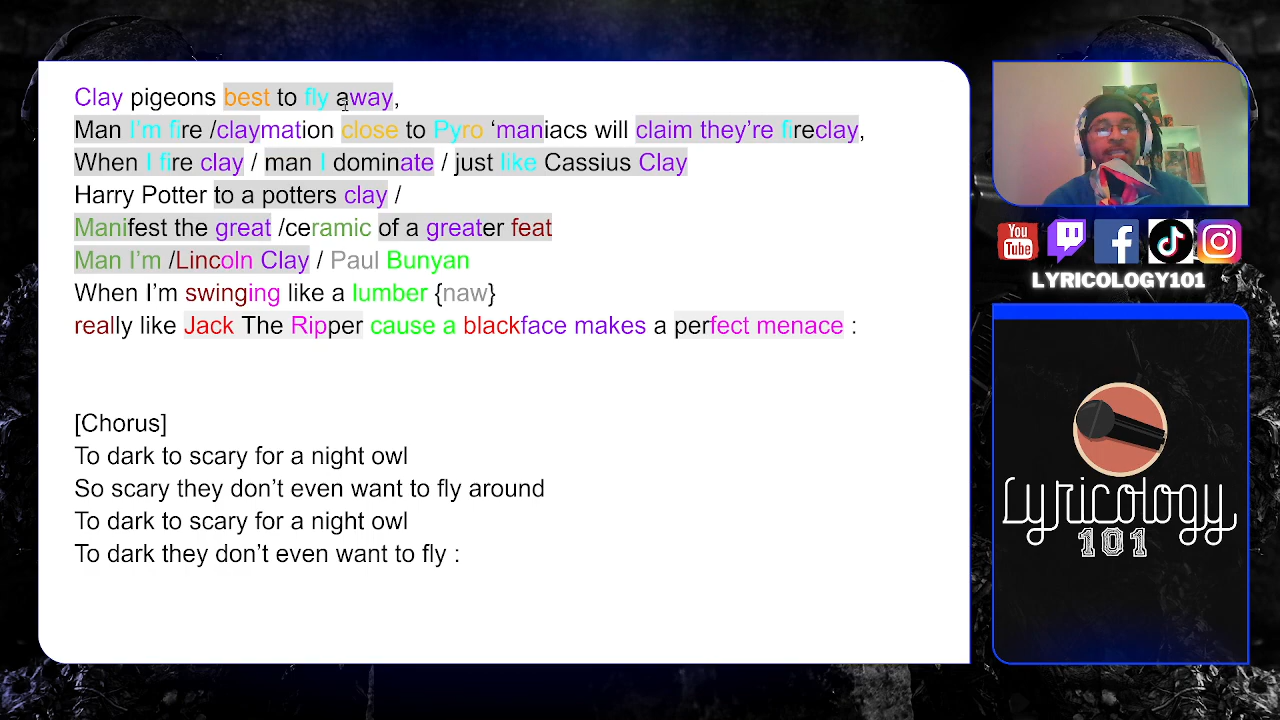 Clay pigeons best to fly away,
Man I'm fire /claymation close to Pyro ‘maniacs will claim they're fireclay,
When I fire clay / man I dominate / just like Cassius Clay
Harry Potter to a potters clay /
Manifest the great /ceramic of a greater feat
Man I'm /Lincoln Clay / Paul Bunyan
When I'm swinging like a lumber {naw}
really like Jack The Ripper cause a blackface makes a perfect menace :
[Chorus]
To dark to scary for a night owl
So scary they don't even want to fly around
To dark to scary for a night owl
To dark they don't even want to fly :
You
Tube
LYRICOLOGY101
Lyricology
101